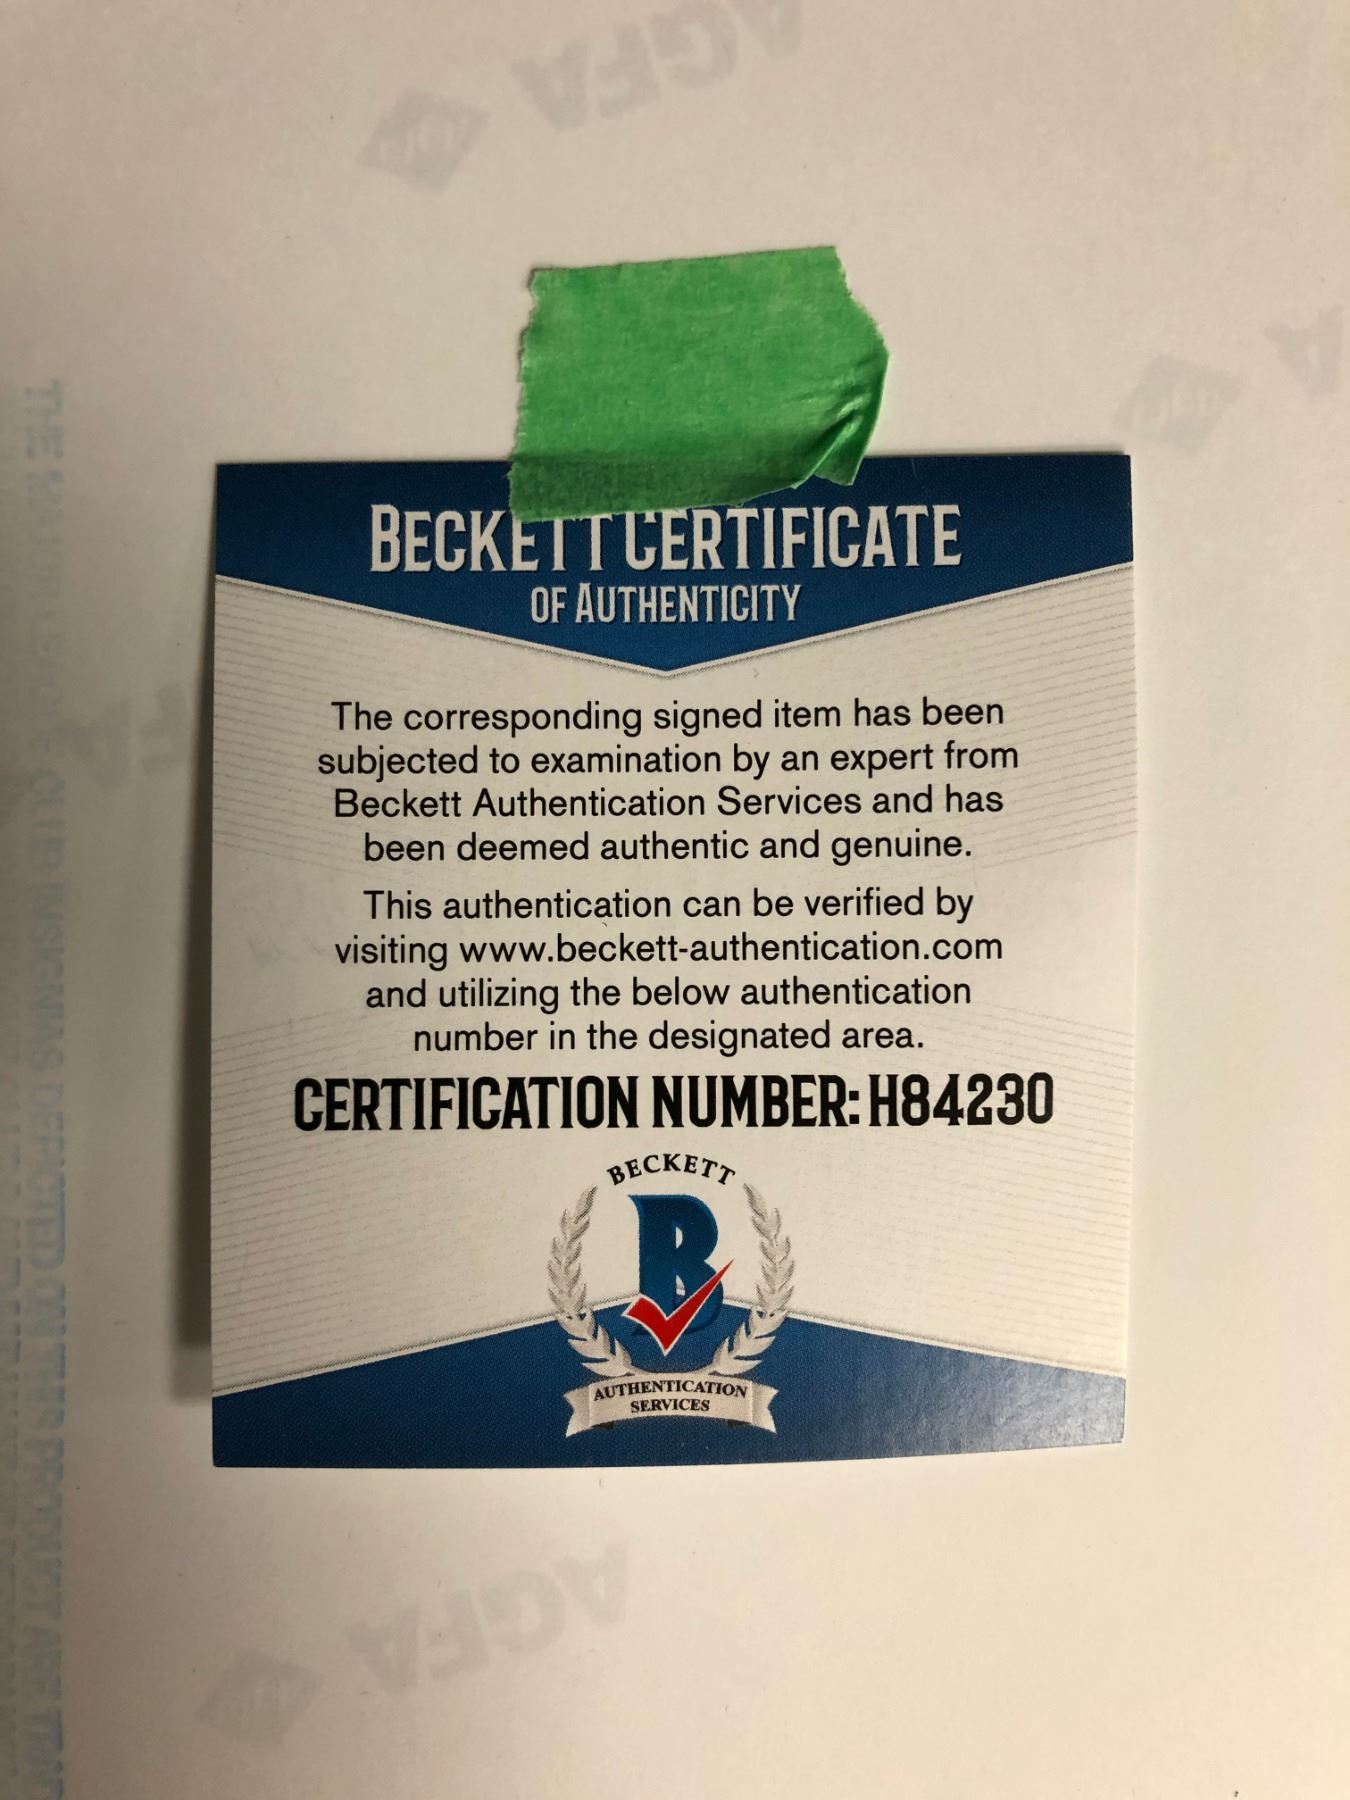 AGFA
BECKETT CERTIFICATE
OF AUTHENTICITY
The corresponding signed item has been
subjected to examination by an expert from
Beckett Authentication Services and has
been deemed authentic and genuine.
This authentication can be verified by
visiting www.beckett-authentication.com
and utilizing the below authentication
number in the designated area.
CERTIFICATION NUMBER: H84230
BECKETT
B
AUTHENTICATION
SERVICES
AGFA